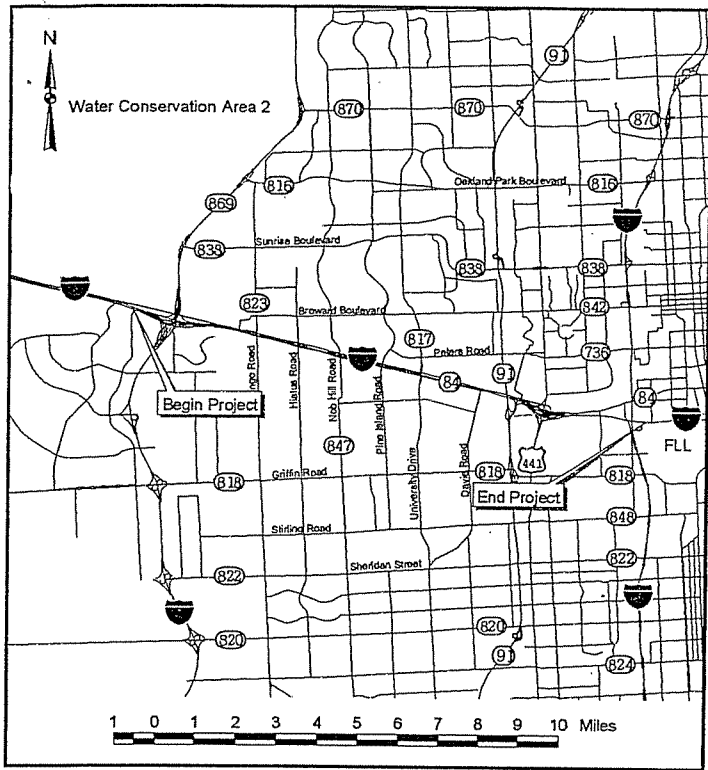 N
91
Water Conservation Area 2
870
870
870
816
Oakland Park Boulevard
816
869
838
Sunrise Boulevard
838
838
823
Broward Boulevard
842
817
Peters Road
736
Hiatus Road
Nob Hill Road
Pine Island Road
University Drive
Davie Road
91
84
84
Begin Project
847
441
FLL
818
Griffin Road
818
818
End Project
Stirling Road
848
822
Sheridan Street
822
820
820
91
824
1 0 1 2 3 4 5 6 7 8 9 10 Miles